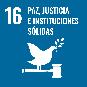 16 PAZ, JUSTICIA
E INSTITUCIONES
SÓLIDAS